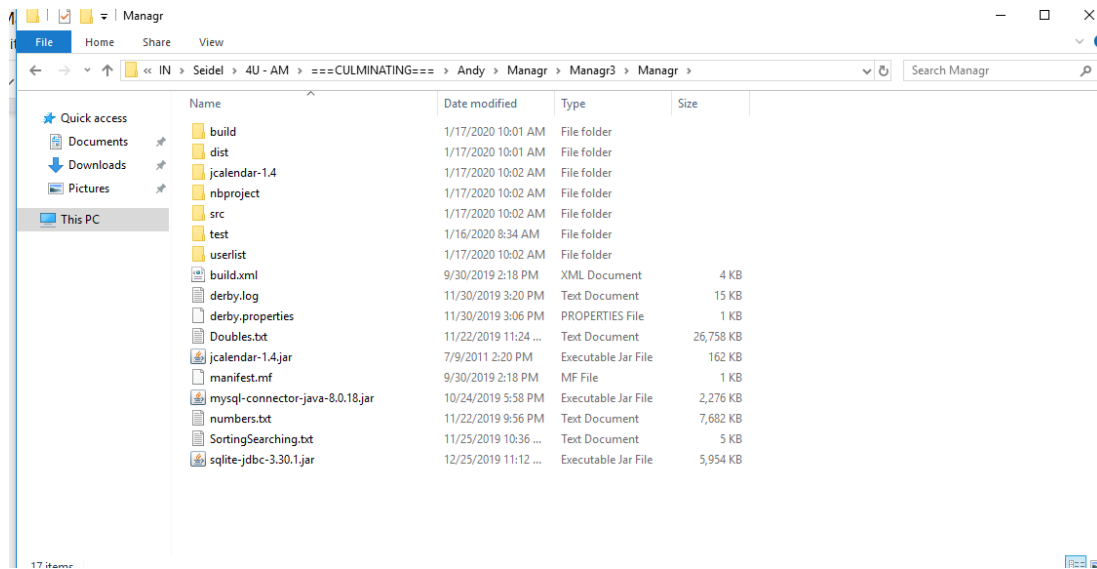 Managr
File Home Share View
« IN > Seidel > 4U - AM > ===CULMINATING=== > Andy > Managr > Managr3 > Managr >
Search Managr
Name Date modified Type Size
Quick access
Documents
Downloads
Pictures
This PC
build 1/17/2020 10:01 AM File folder
dist 1/17/2020 10:01 AM File folder
jcalendar-1.4 1/17/2020 10:02 AM File folder
nbproject 1/17/2020 10:02 AM File folder
src 1/17/2020 10:02 AM File folder
test 1/16/2020 8:34 AM File folder
userlist 1/17/2020 10:02 AM File folder
build.xml 9/30/2019 2:18 PM XML Document 4 KB
derby.log 11/30/2019 3:20 PM Text Document 15 KB
derby.properties 11/30/2019 3:06 PM PROPERTIES File 1 KB
Doubles.txt 11/22/2019 11:24 ... Text Document 26,758 KB
jcalendar-1.4.jar 7/9/2011 2:20 PM Executable Jar File 162 KB
manifest.mf 9/30/2019 2:18 PM MF File 1 KB
mysql-connector-java-8.0.18.jar 10/24/2019 5:58 PM Executable Jar File 2,276 KB
numbers.txt 11/22/2019 9:56 PM Text Document 7,682 KB
SortingSearching.txt 11/25/2019 10:36 ... Text Document 5 KB
sqlite-jdbc-3.30.1.jar 12/25/2019 11:12 ... Executable Jar File 5,954 KB
17 items